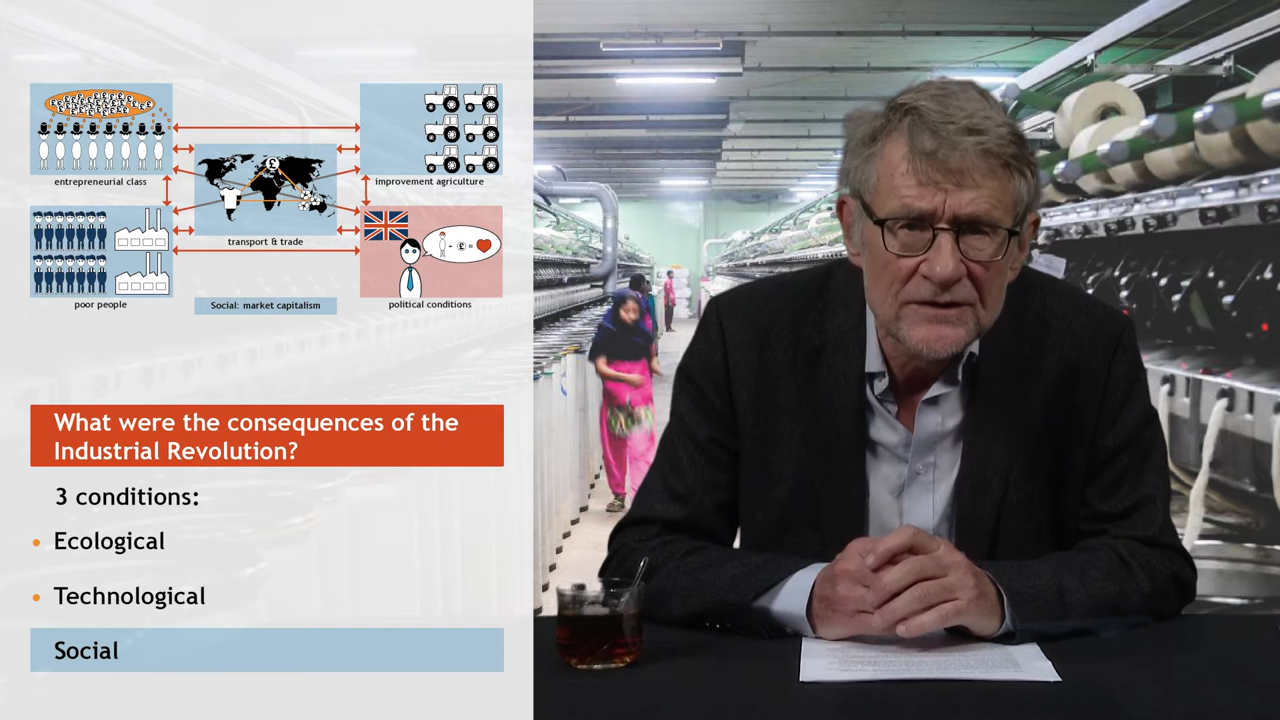 entrepreneurial class
improvement agriculture
transport & trade
poor people
Social: market capitalism
political conditions
What were the consequences of the
Industrial Revolution?
3 conditions:
Ecological
Technological
Social